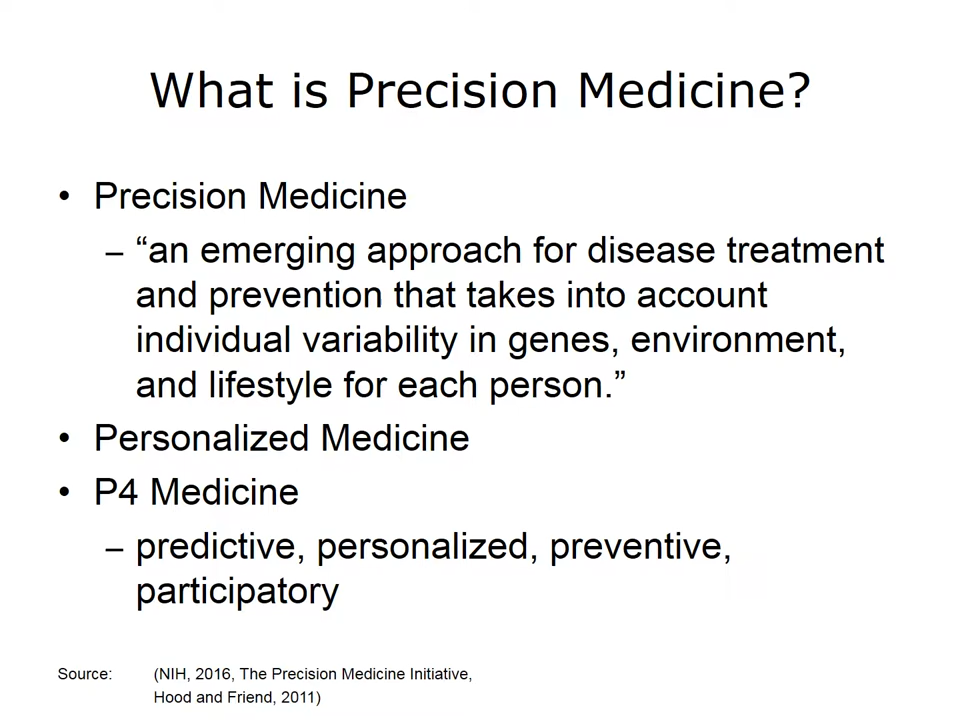 What is Precision Medicine?
• Precision Medicine
– “an emerging approach for disease treatment
and prevention that takes into account
individual variability in genes, environment,
and lifestyle for each person.”
• Personalized Medicine
• P4 Medicine
– predictive, personalized, preventive,
participatory
Source: (NIH, 2016, The Precision Medicine Initiative,
Hood and Friend, 2011)